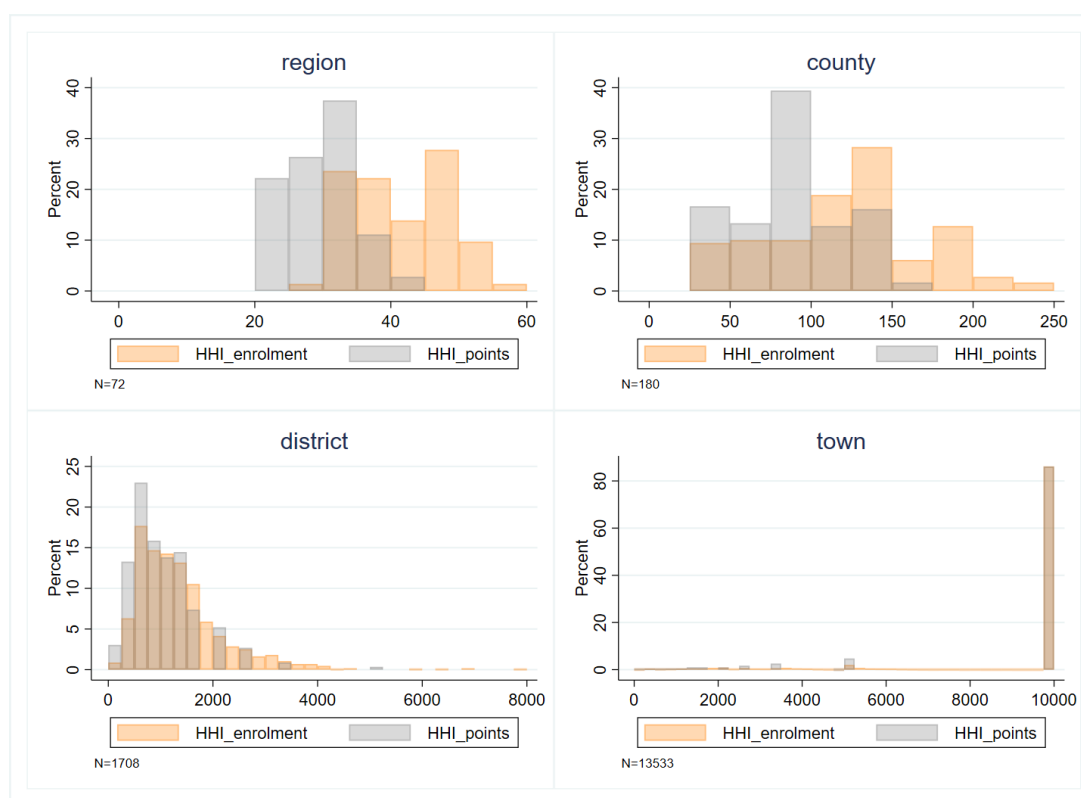 region
Percent
40
30
20
10
0
0 20 40 60
HHI_enrolment HHI_points
N=72
county
Percent
40
30
20
10
0
0 50 100 150 200 250
HHI_enrolment HHI_points
N=180
district
Percent
25
20
15
10
5
0
0 2000 4000 6000 8000
HHI_enrolment HHI_points
N=1708
town
Percent
80
60
40
20
0
0 2000 4000 6000 8000 10000
HHI_enrolment HHI_points
N=13533